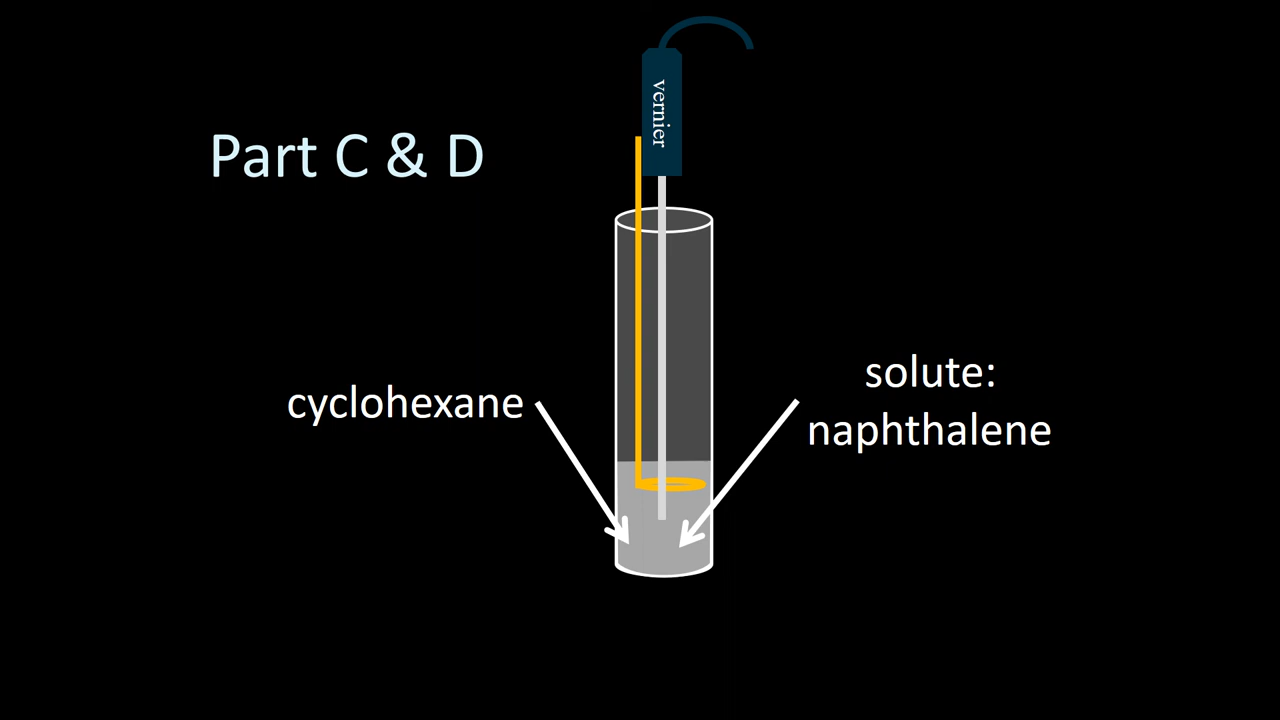 vernier
Part C & D
cyclohexane
solute:
naphthalene